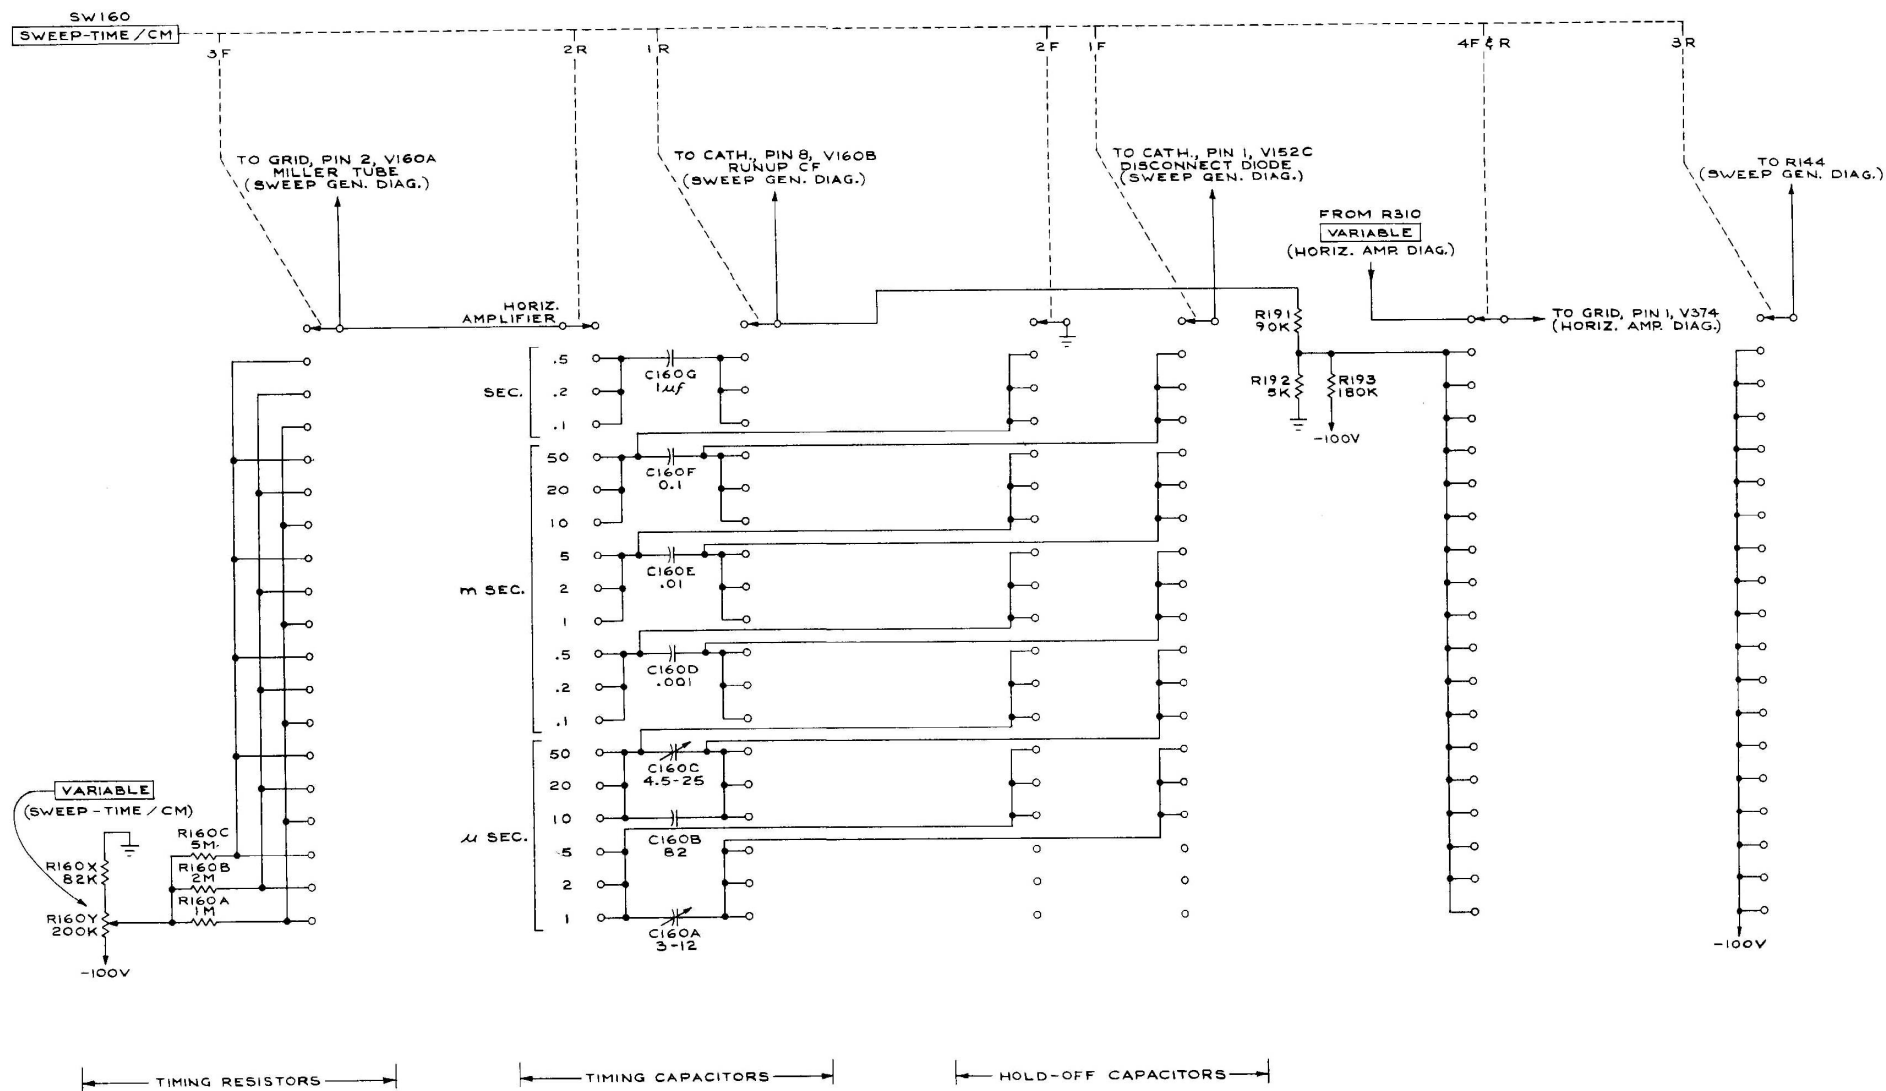 SW160
SWEEP-TIME/CM
3F
2R
1R
2F
1F
4F & R
3R
TO GRID, PIN 2, V160A
MILLER TUBE
(SWEEP GEN. DIAG.)
TO CATH., PIN 8, V160B
RUNUP CF
(SWEEP GEN. DIAG.)
TO CATH., PIN 1, V152C
DISCONNECT DIODE
(SWEEP GEN. DIAG.)
TO R144
(SWEEP GEN. DIAG.)
FROM R310
VARIABLE
(HORIZ. AMP. DIAG.)
HORIZ.
AMPLIFIER
TO GRID, PIN 1, V374
(HORIZ. AMP. DIAG.)
R191
90K
R192
5K
R193
180K
-100V
SEC.
.5
.2
.1
C160G
1µf
m SEC.
50
20
10
C160F
0.1
5
2
1
C160E
.01
.5
.2
.1
C160D
.001
µ SEC.
50
20
10
C160C
4.5-25
C160B
82
5
2
1
C160A
3-12
VARIABLE
(SWEEP-TIME/CM)
R160X
82K
R160Y
200K
-100V
R160C
5M
R160B
2M
R160A
1M
-100V
TIMING RESISTORS
TIMING CAPACITORS
HOLD-OFF CAPACITORS